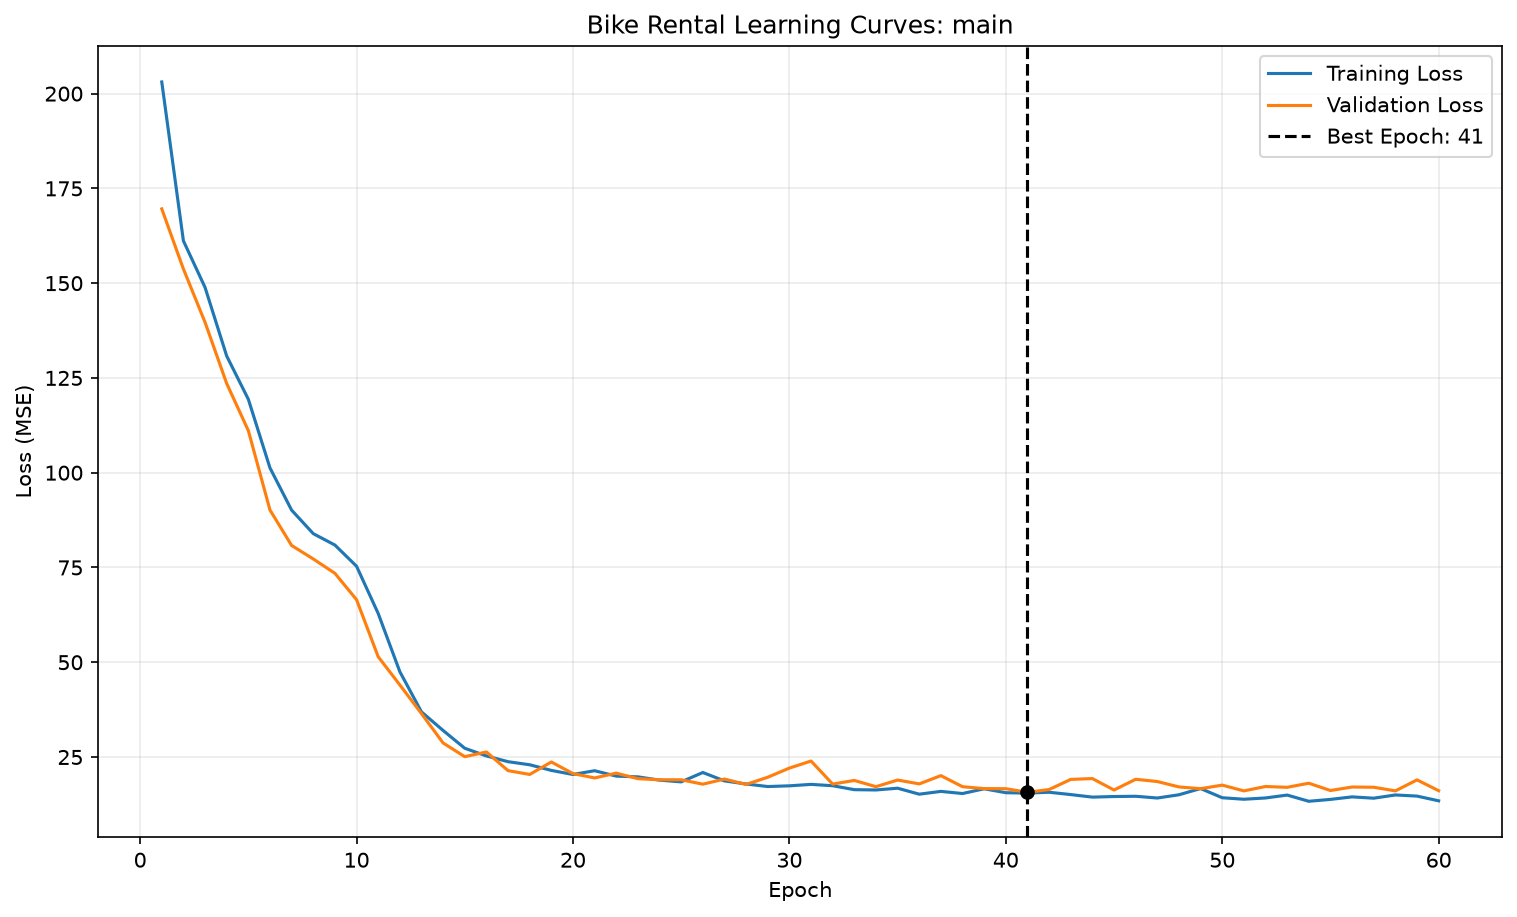 Bike Rental Learning Curves: main
Training Loss
Validation Loss
Best Epoch: 41
Loss (MSE)
200
175
150
125
100
75
50
25
0
10
20
30
40
50
60
Epoch